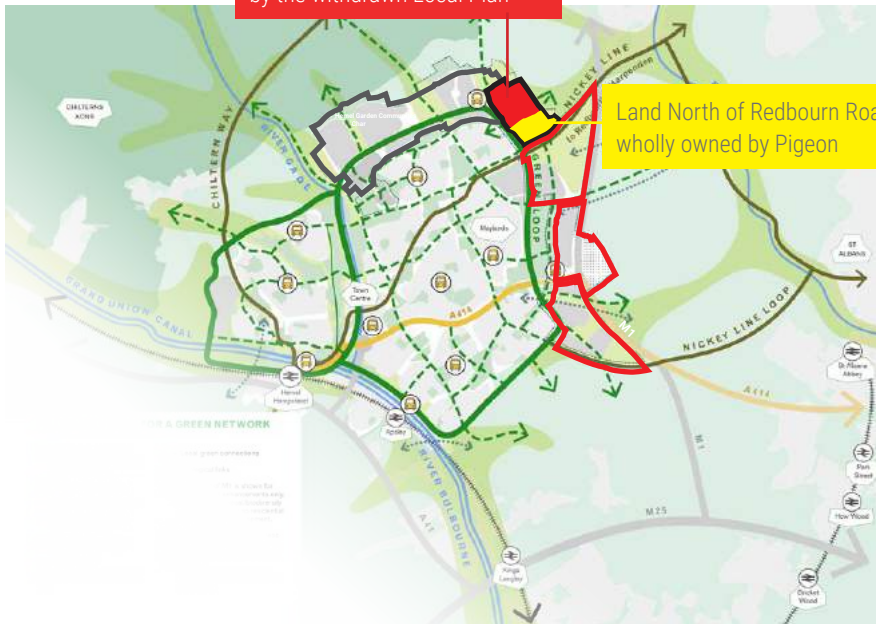 by the withdrawn Local Plan
Land North of Redbourn Roa
wholly owned by Pigeon
NICKEY LINE
CHILTERNS
AONB
CHILTERN WAY
RIVER GADE
GREEN LOOP
Maylands
ST
ALBANS
Town
Centre
GRAND UNION CANAL
A414
M1
NICKEY LINE LOOP
St Albans
Abbey
Hemel
Hempstead
A414
Apsley
& GREEN NETWORK
RIVER BULBOURNE
M1
Park
Street
A41
M25
How Wood
Kings
Langley
Bricket
Wood